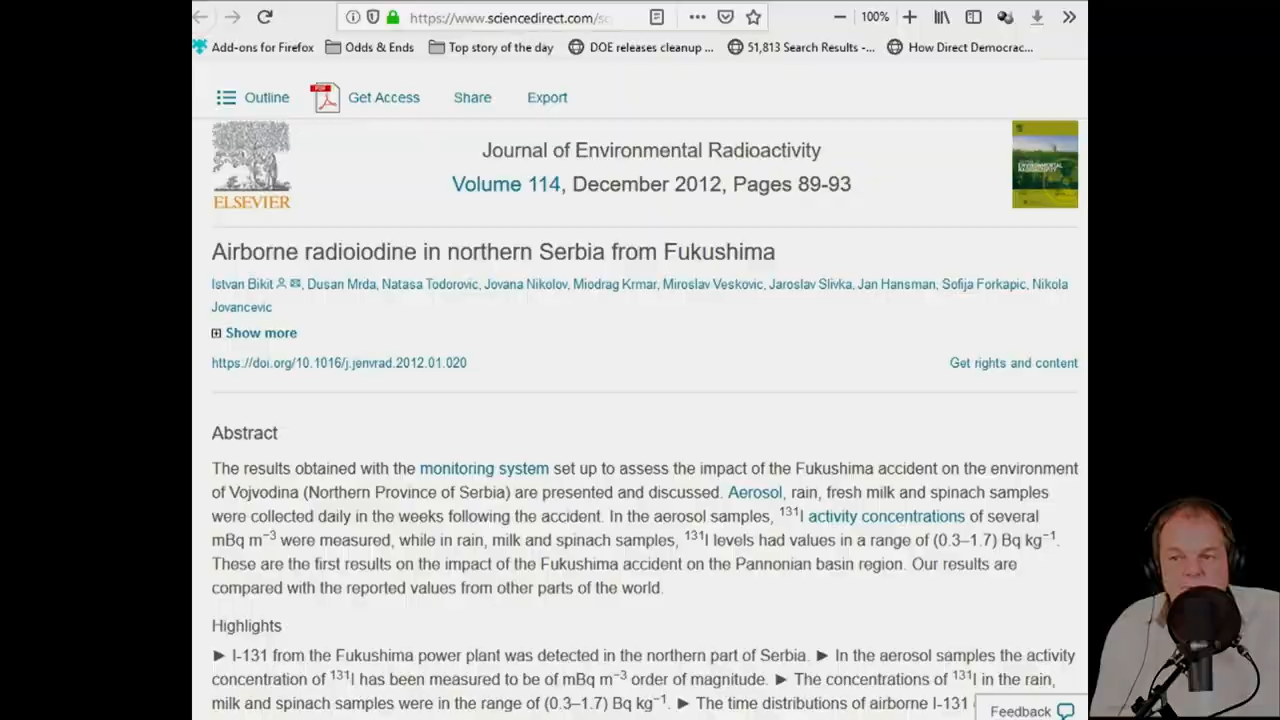 https://www.sciencedirect.com/sc
100%
Add-ons for Firefox
Odds & Ends
Top story of the day
DOE releases cleanup ...
51,813 Search Results -...
How Direct Democrac...
Outline
PDF
Get Access
Share
Export
ELSEVIER
Journal of Environmental Radioactivity
Volume 114, December 2012, Pages 89-93
Airborne radioiodine in northern Serbia from Fukushima
Istvan Bikit, Dusan Mrda, Natasa Todorovic, Jovana Nikolov, Miodrag Krmar, Miroslav Veskovic, Jaroslav Slivka, Jan Hansman, Sofija Forkapic, Nikola
Jovancevic
Show more
https://doi.org/10.1016/j.jenvrad.2012.01.020
Get rights and content
Abstract
The results obtained with the monitoring system set up to assess the impact of the Fukushima accident on the environment
of Vojvodina (Northern Province of Serbia) are presented and discussed. Aerosol, rain, fresh milk and spinach samples
were collected daily in the weeks following the accident. In the aerosol samples, ¹³¹I activity concentrations of several
mBq m⁻³ were measured, while in rain, milk and spinach samples, ¹³¹I levels had values in a range of (0.3–1.7) Bq kg⁻¹.
These are the first results on the impact of the Fukushima accident on the Pannonian basin region. Our results are
compared with the reported values from other parts of the world.
Highlights
► I-131 from the Fukushima power plant was detected in the northern part of Serbia. ► In the aerosol samples the activity
concentration of ¹³¹I has been measured to be of mBq m⁻³ order of magnitude. ► The concentrations of ¹³¹I in the rain,
milk and spinach samples were in the range of (0.3–1.7) Bq kg⁻¹. ► The time distributions of airborne I-131
Feedback